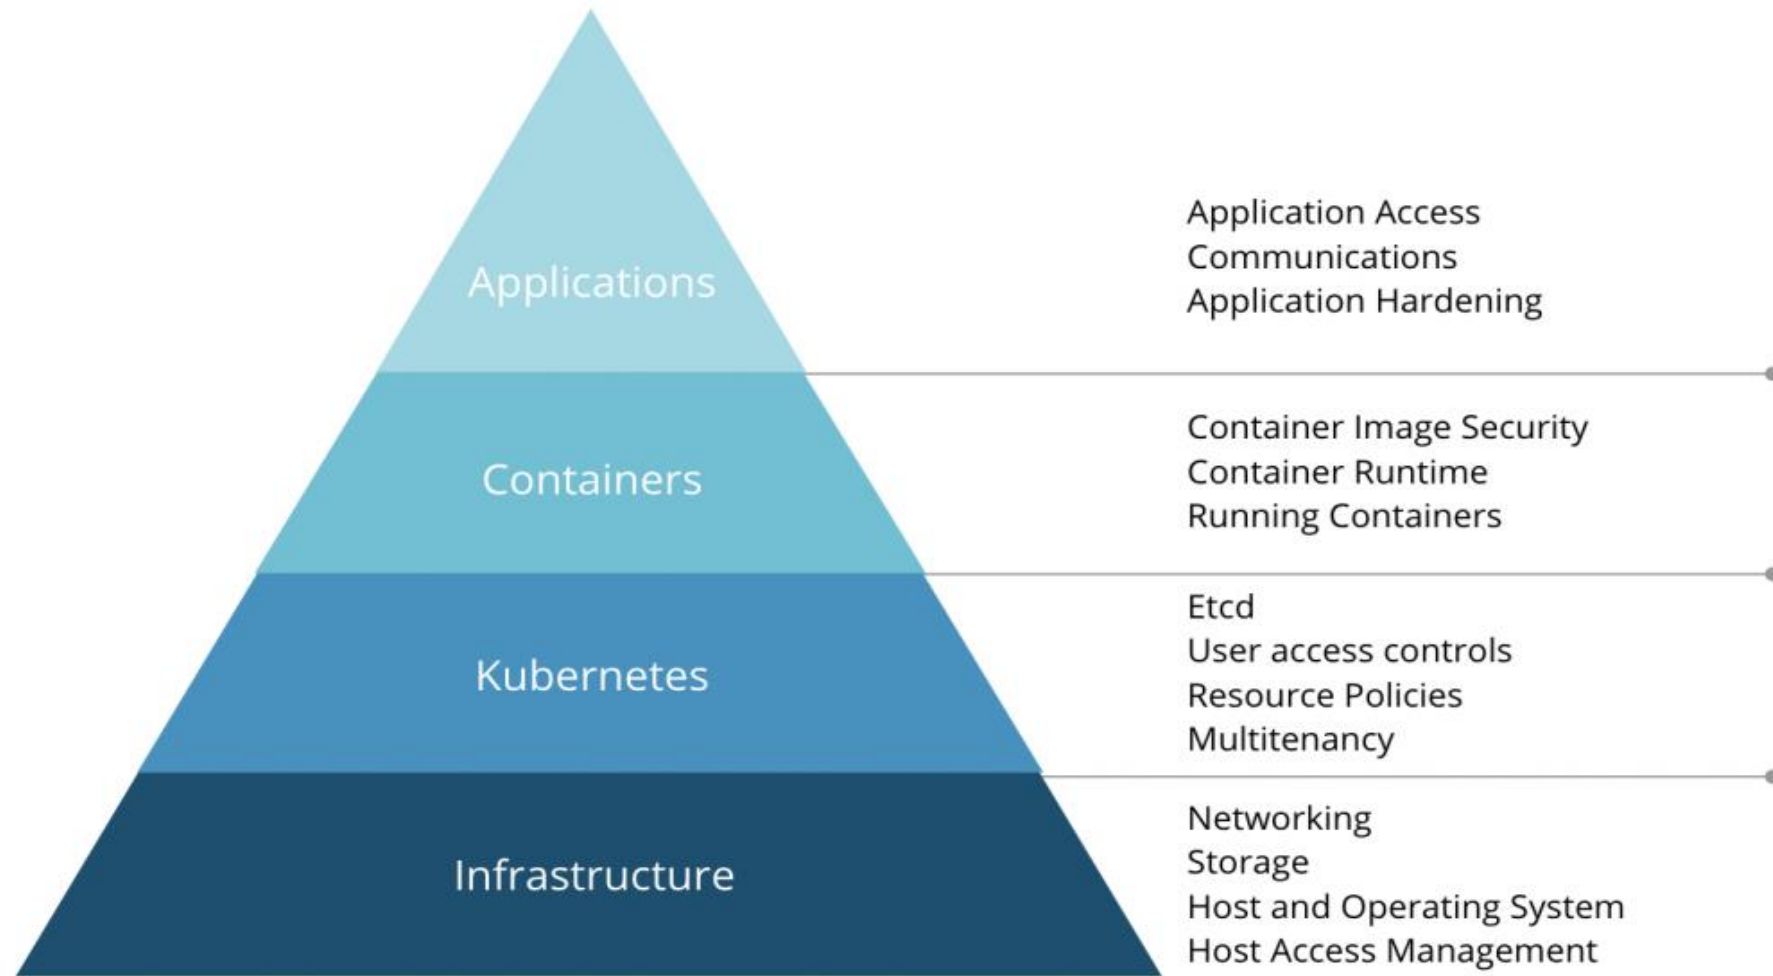 Applications
Application Access
Communications
Application Hardening
Containers
Container Image Security
Container Runtime
Running Containers
Kubernetes
Etcd
User access controls
Resource Policies
Multitenancy
Infrastructure
Networking
Storage
Host and Operating System
Host Access Management